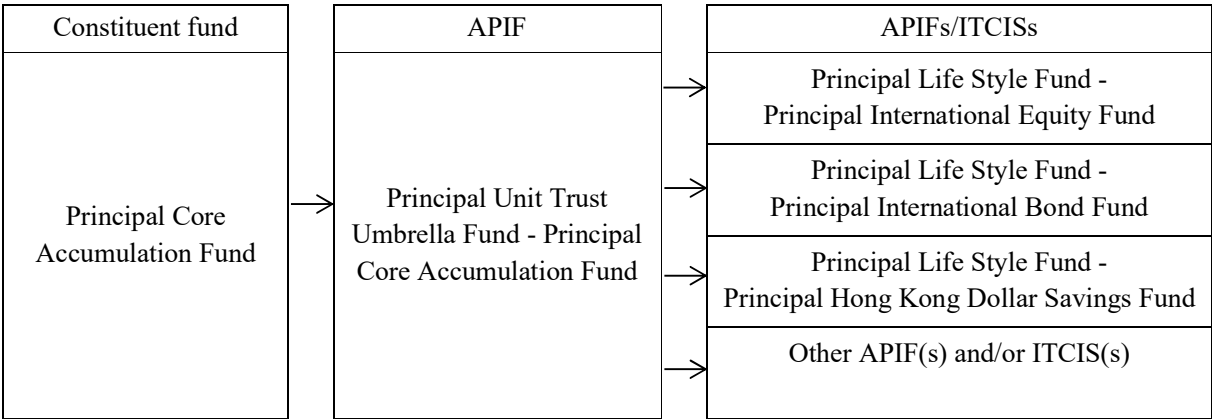 Constituent fund
APIF
APIFs/ITCISs
Principal Core
Accumulation Fund
Principal Unit Trust
Umbrella Fund - Principal
Core Accumulation Fund
Principal Life Style Fund -
Principal International Equity Fund
Principal Life Style Fund -
Principal International Bond Fund
Principal Life Style Fund -
Principal Hong Kong Dollar Savings Fund
Other APIF(s) and/or ITCIS(s)